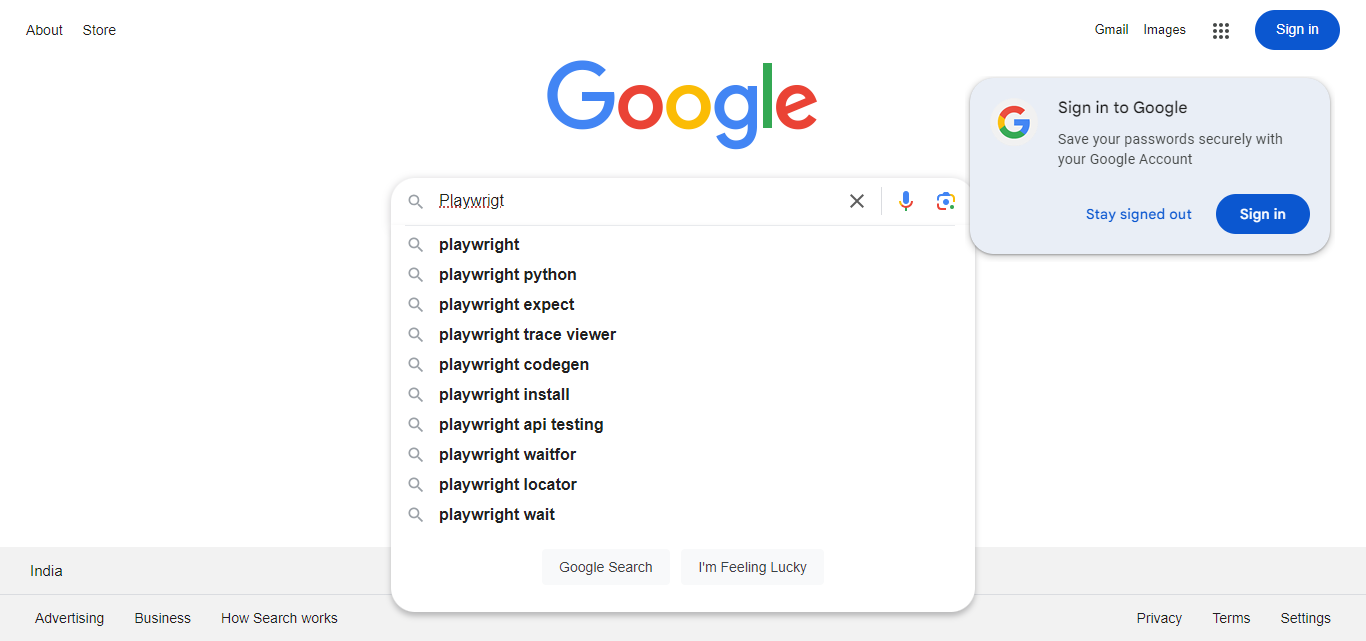 About Store
Gmail Images
Sign in
Google
Sign in to Google
Save your passwords securely with
your Google Account
Stay signed out Sign in
Playwrigt
playwright
playwright python
playwright expect
playwright trace viewer
playwright codegen
playwright install
playwright api testing
playwright waitfor
playwright locator
playwright wait
Google Search I'm Feeling Lucky
India
Advertising Business How Search works
Privacy Terms Settings